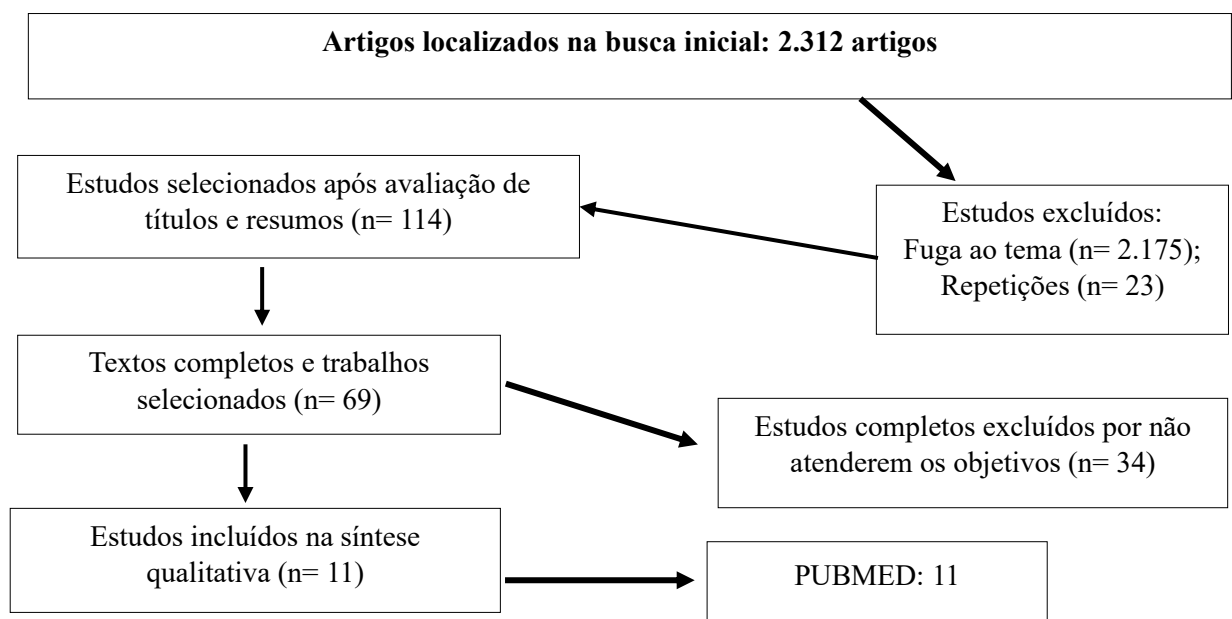 Artigos localizados na busca inicial: 2.312 artigos
Estudos selecionados após avaliação de
títulos e resumos (n= 114)
Estudos excluídos:
Fuga ao tema (n= 2.175);
Repetições (n= 23)
Textos completos e trabalhos
selecionados (n= 69)
Estudos completos excluídos por não
atenderem os objetivos (n= 34)
Estudos incluídos na síntese
qualitativa (n= 11)
PUBMED: 11